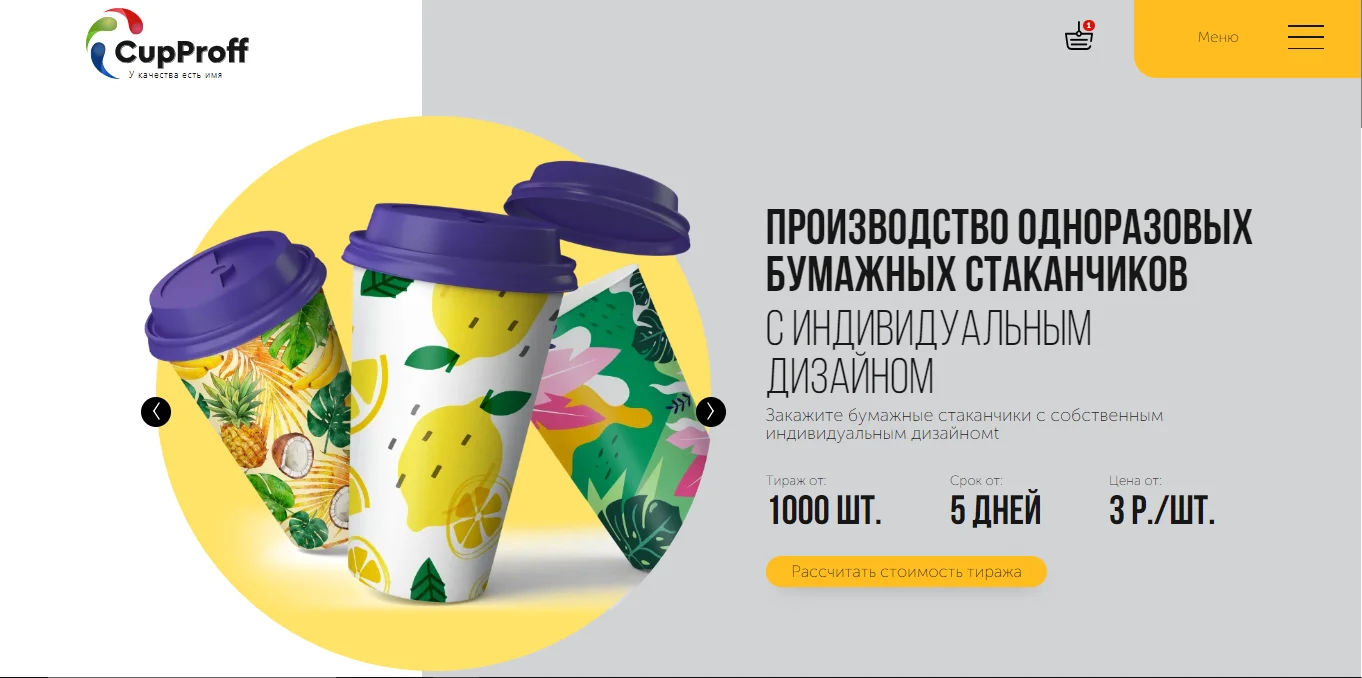 CupProff
У качества есть имя
1
Меню
ПРОИЗВОДСТВО ОДНОРАЗОВЫХ
БУМАЖНЫХ СТАКАНЧИКОВ
С ИНДИВИДУАЛЬНЫМ
ДИЗАЙНОМ
Закажите бумажные стаканчики с собственным
индивидуальным дизайномt
Тираж от: Срок от: Цена от:
1000 ШТ. 5 ДНЕЙ 3 Р./ШТ.
Рассчитать стоимость тиража